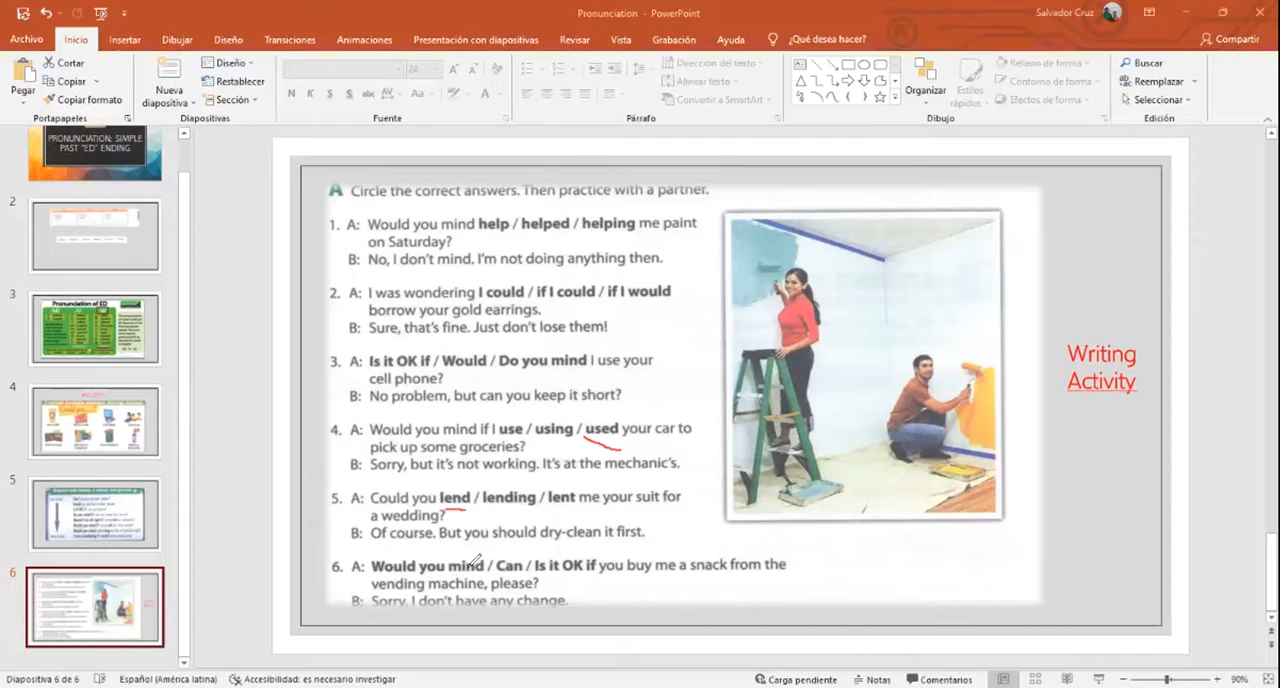 Pronunciation - PowerPoint
Salvador Cruz
Archivo Inicio Insertar Dibujar Diseño Transiciones Animaciones Presentación con diapositivas Revisar Vista Grabación Ayuda ¿Qué desea hacer? Compartir
Pegar
Cortar
Copiar
Copiar formato
Portapapeles
Nueva diapositiva
Diseño
Restablecer
Sección
Diapositivas
N K S S abc AV Aa A
Fuente
Dirección del texto
Alinear texto
Convertir a SmartArt
Párrafo
Organizar
Estilos rápidos
Relleno de forma
Contorno de forma
Efectos de forma
Dibujo
Buscar
Reemplazar
Seleccionar
Edición
PRONUNCIATION: SIMPLE
PAST "ED" ENDING
2
3
Pronunciation of ED
4
5
6
A Circle the correct answers. Then practice with a partner.
1. A: Would you mind help / helped / helping me paint
on Saturday?
B: No, I don't mind. I'm not doing anything then.
2. A: I was wondering I could / if I could / if I would
borrow your gold earrings.
B: Sure, that's fine. Just don't lose them!
3. A: Is it OK if / Would / Do you mind I use your
cell phone?
B: No problem, but can you keep it short?
4. A: Would you mind if I use / using / used your car to
pick up some groceries?
B: Sorry, but it's not working. It's at the mechanic's.
5. A: Could you lend / lending / lent me your suit for
a wedding?
B: Of course. But you should dry-clean it first.
6. A: Would you mind / Can / Is it OK if you buy me a snack from the
vending machine, please?
B: Sorry, I don't have any change.
Writing
Activity
Diapositiva 6 de 6 Español (América latina) Accesibilidad: es necesario investigar Carga pendiente Notas Comentarios 90%